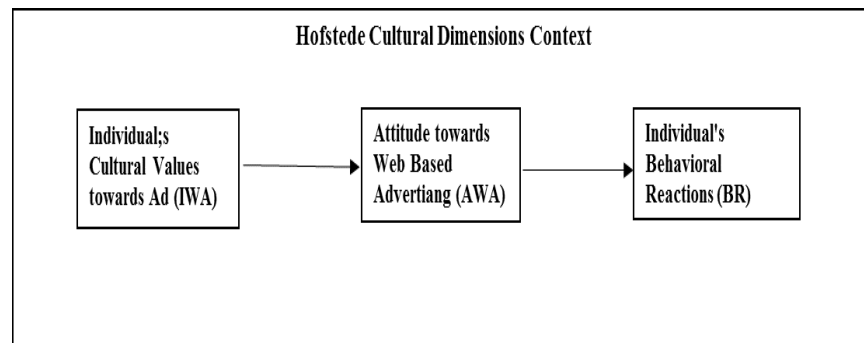 Hofstede Cultural Dimensions Context
Individual;s
Cultural Values
towards Ad (IWA)
Attitude towards
Web Based
Advertiang (AWA)
Individual's
Behavioral
Reactions (BR)